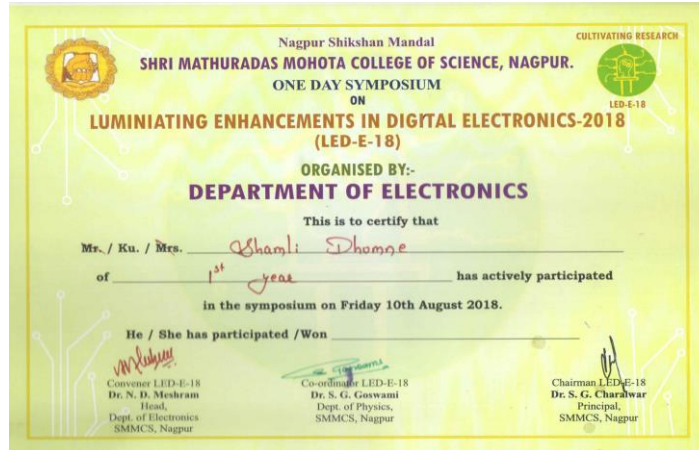 Nagpur Shikshan Mandal
CULTIVATING RESEARCH
SHRI MATHURADAS MOHOTA COLLEGE OF SCIENCE, NAGPUR.
ONE DAY SYMPOSIUM
ON
LED-E-18
LUMINIATING ENHANCEMENTS IN DIGITAL ELECTRONICS-2018
(LED-E-18)
ORGANISED BY:-
DEPARTMENT OF ELECTRONICS
This is to certify that
Mr. / Ku. / Mrs. Shamli Dhomne
of 1st year has actively participated
in the symposium on Friday 10th August 2018.
He / She has participated /Won
Convener LED-E-18
Dr. N. D. Meshram
Head,
Dept. of Electronics
SMMCS, Nagpur
Co-ordinator LED-E-18
Dr. S. G. Goswami
Dept. of Physics,
SMMCS, Nagpur
Chairman LED-E-18
Dr. S. G. Charalwar
Principal,
SMMCS, Nagpur